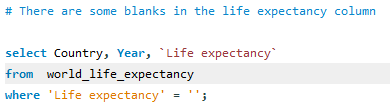 # There are some blanks in the life expectancy column
select Country, Year, `Life expectancy`
from  world_life_expectancy
where 'Life expectancy' = '';